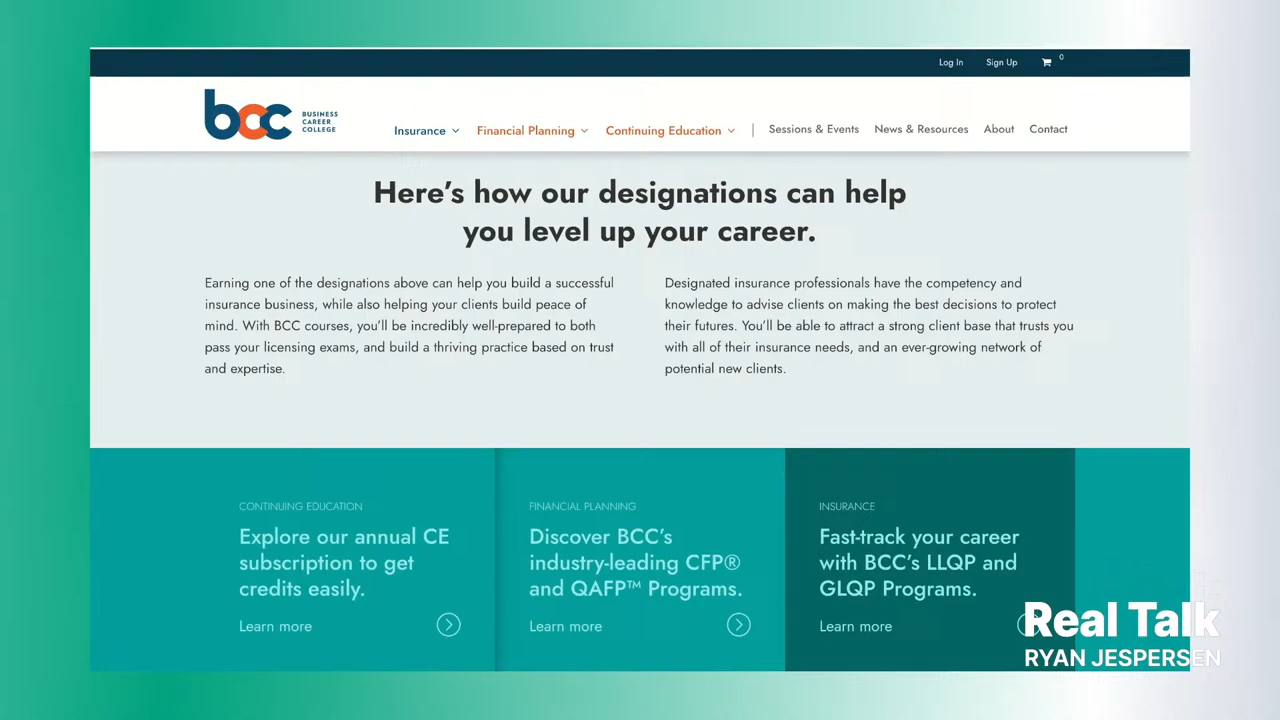 Log In Sign Up 0
bcc BUSINESS CAREER COLLEGE
Insurance Financial Planning Continuing Education | Sessions & Events News & Resources About Contact
Here's how our designations can help
you level up your career.
Earning one of the designations above can help you build a successful
insurance business, while also helping your clients build peace of
mind. With BCC courses, you'll be incredibly well-prepared to both
pass your licensing exams, and build a thriving practice based on trust
and expertise.
Designated insurance professionals have the competency and
knowledge to advise clients on making the best decisions to protect
their futures. You'll be able to attract a strong client base that trusts you
with all of their insurance needs, and an ever-growing network of
potential new clients.
CONTINUING EDUCATION
Explore our annual CE
subscription to get
credits easily.
Learn more
FINANCIAL PLANNING
Discover BCC's
industry-leading CFP®
and QAFP™ Programs.
Learn more
INSURANCE
Fast-track your career
with BCC's LLQP and
GLQP Programs.
Learn more
Real Talk
RYAN JESPERSEN